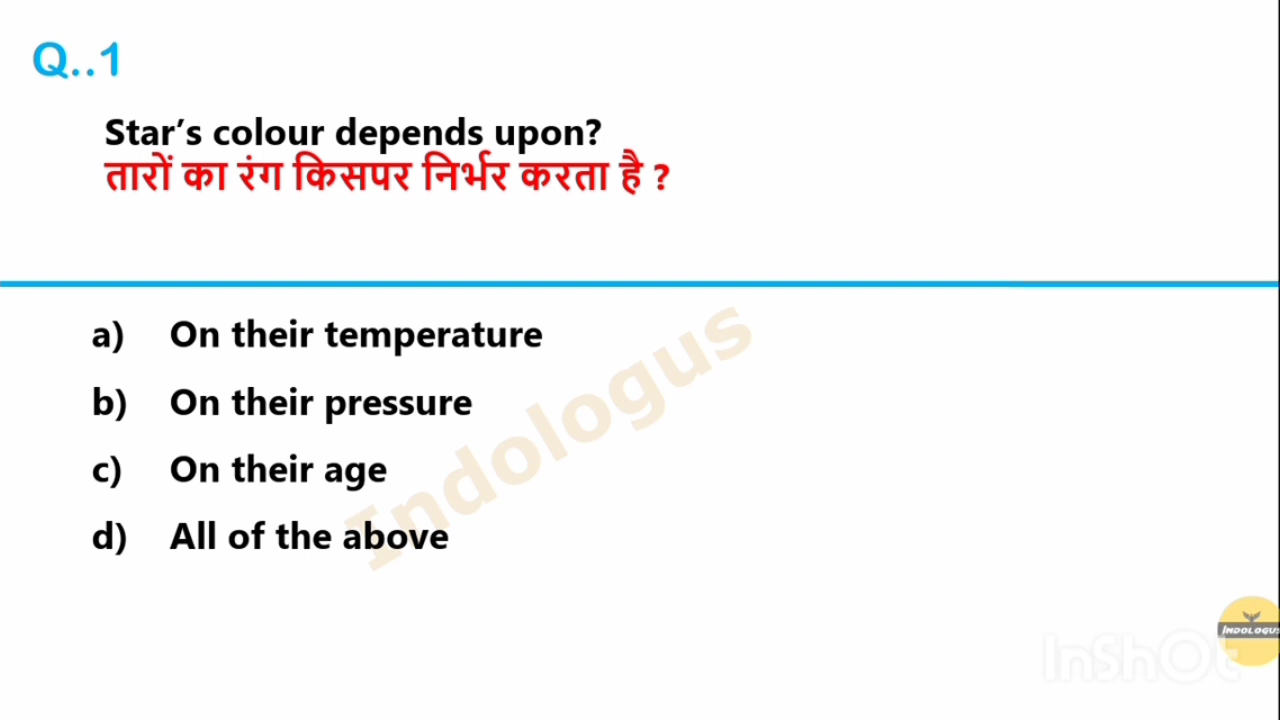 Q..1
Star’s colour depends upon?
तारों का रंग किसपर निर्भर करता है ?
a) On their temperature
b) On their pressure
c) On their age
d) All of the above
Indologus
INDOLOGUS
InShOt